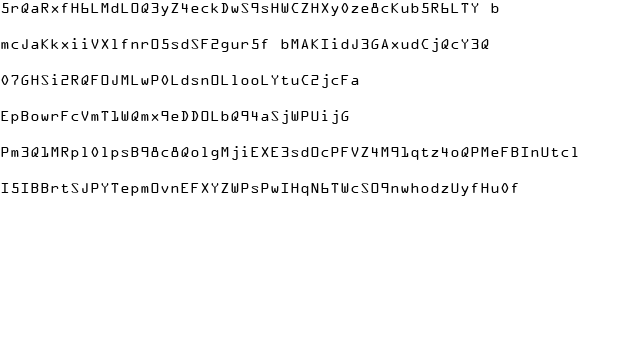 5rQaRxfH6LMdLOQ3yZ4eckDwS9sHWCZHXy0ze8cKub5R6LTY b
mcJaKkxiiVXlfnrO5sdSF2gur5f bMAKIidJ3GAxudCjQcY3Q
07GHSi2RQFOJMLwP0LdsnOLlooLYtuC2jcFa
EpBowrFcVmT1WQmx9eDDOLbQ94aSjWPUijG
Pm3Q1MRpl0lpsB98c8QolgMjiEXE3sdOcPFVZ4M91qtz4oQPMeFBInUtcl
I5IBBrtSJPYTepmOvnEFXYZWPsPwIHqN6TWcSO9nwhodzUyfHu0f